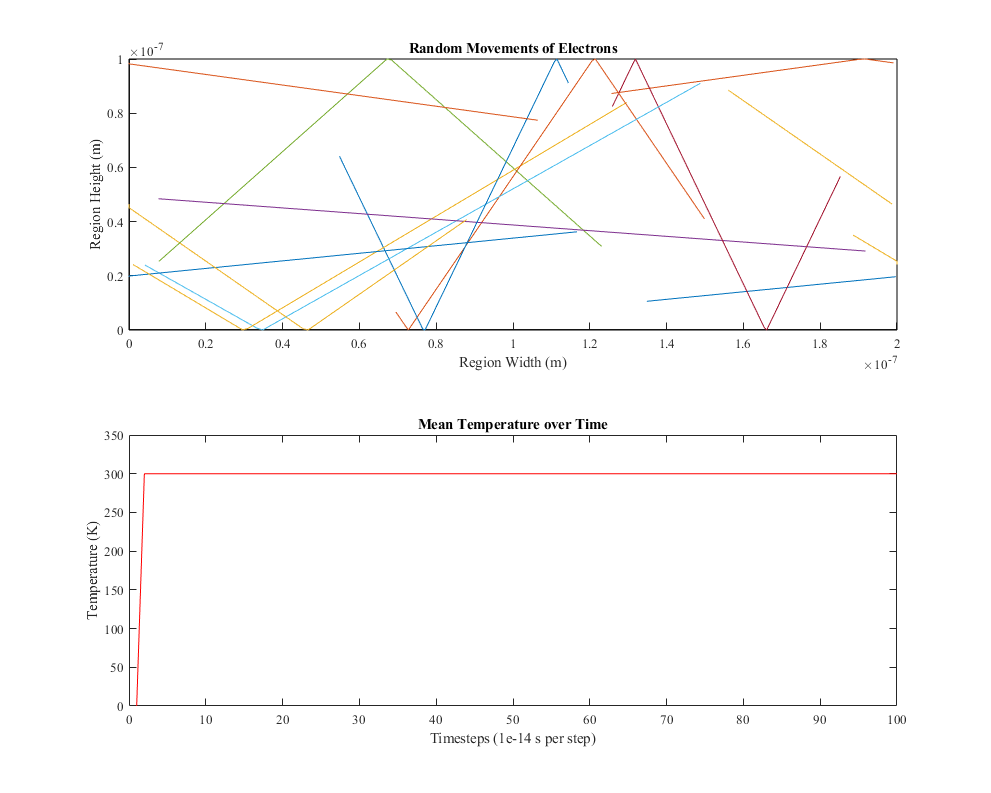 Random Movements of Electrons
×10-7
1
0.8
0.6
0.4
0.2
0
Region Height (m)
0 0.2 0.4 0.6 0.8 1 1.2 1.4 1.6 1.8 2
Region Width (m)
×10-7
Mean Temperature over Time
350
300
250
200
150
100
50
0
Temperature (K)
0 10 20 30 40 50 60 70 80 90 100
Timesteps (1e-14 s per step)